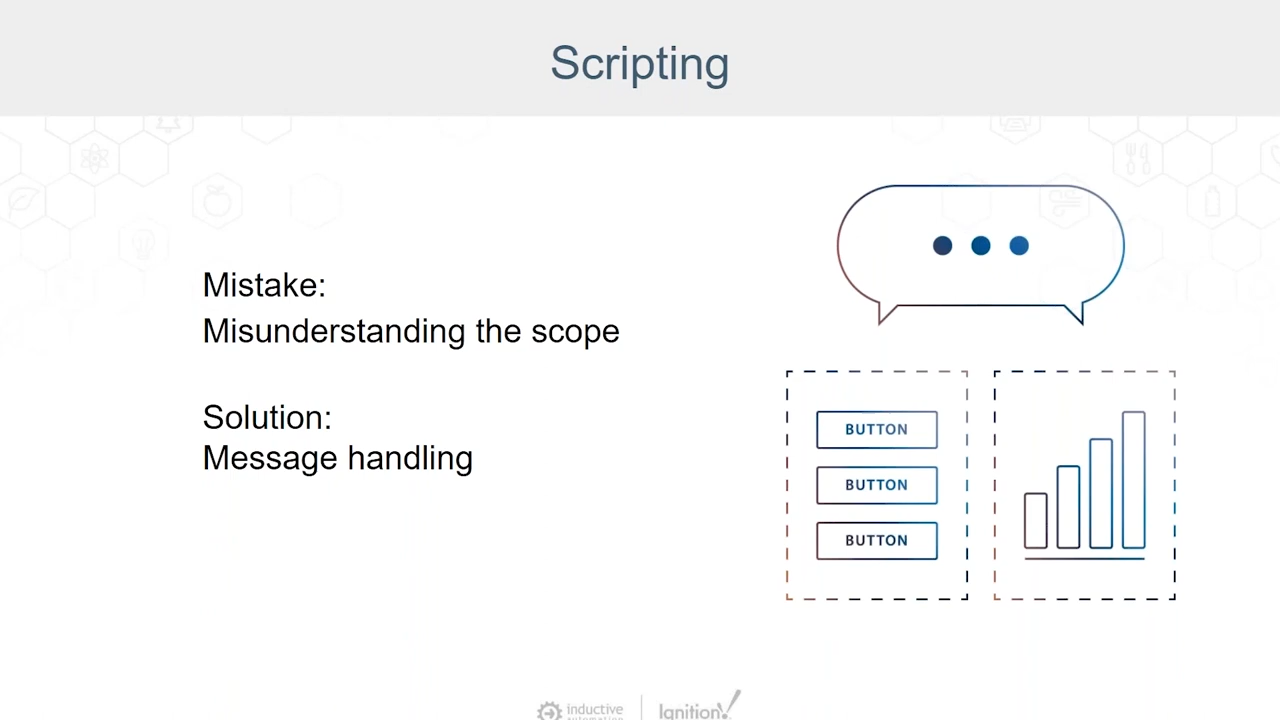 Scripting
Mistake:
Misunderstanding the scope
Solution:
Message handling
BUTTON
BUTTON
BUTTON
inductive
automation
Ignition!